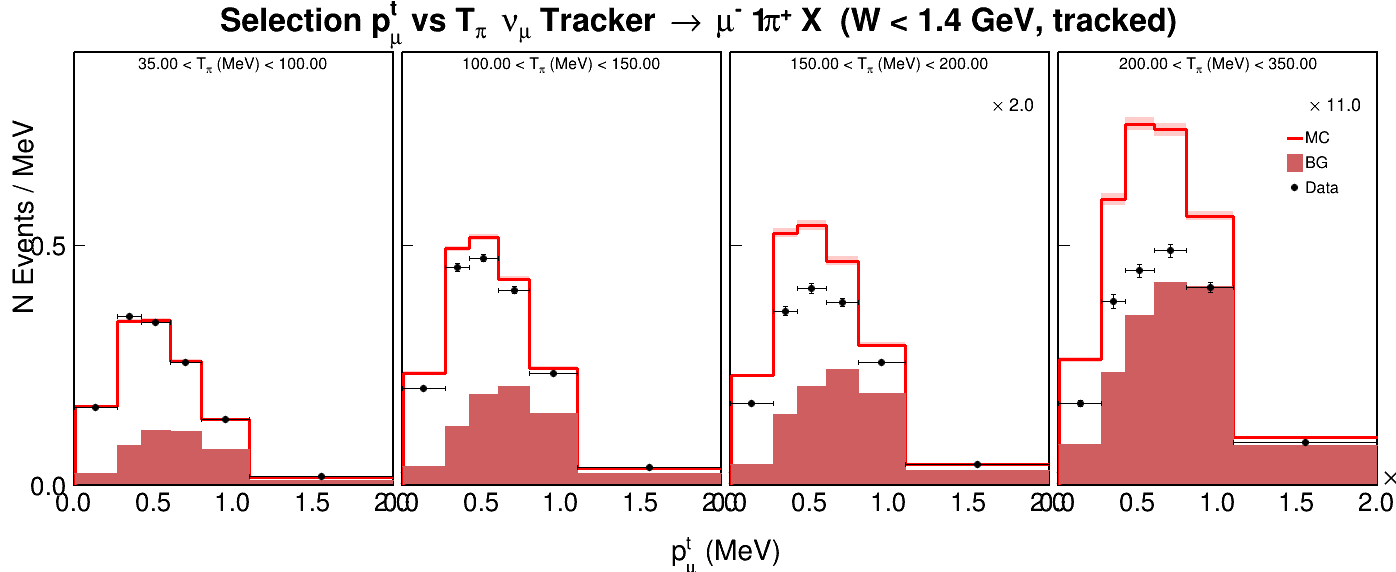 Selection p^t_μ vs T_π ν_μ Tracker → μ^- 1π^+ X (W < 1.4 GeV, tracked)
35.00 < T_π (MeV) < 100.00
100.00 < T_π (MeV) < 150.00
150.00 < T_π (MeV) < 200.00
200.00 < T_π (MeV) < 350.00
× 2.0
× 11.0
MC
BG
Data
N Events / MeV
0.5
0.0
0.0 0.5 1.0 1.5 2.0
0.0 0.5 1.0 1.5 2.0
0.0 0.5 1.0 1.5 2.0
0.0 0.5 1.0 1.5 2.0
×
p^t_μ (MeV)